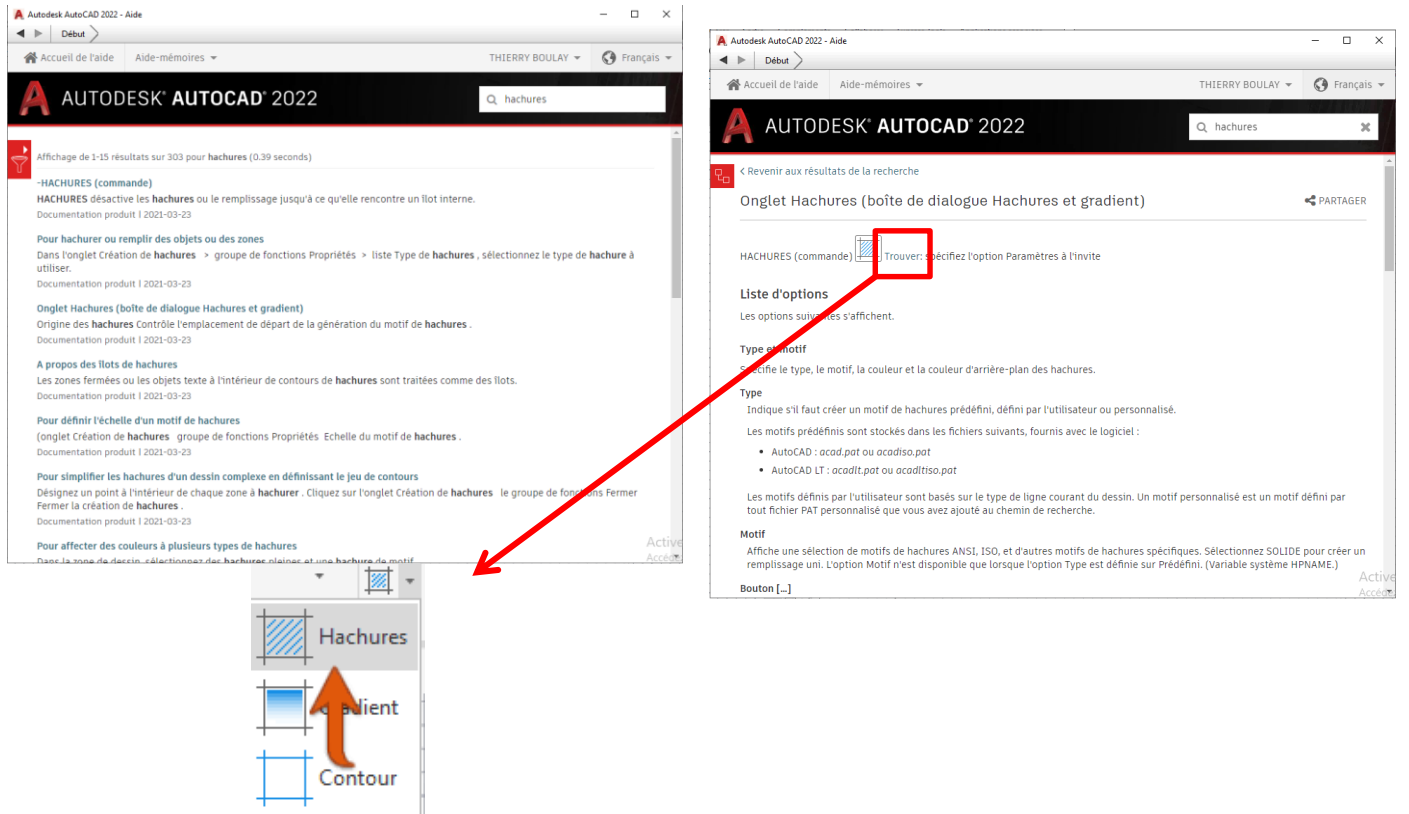 Autodesk AutoCAD 2022 - Aide
Début
Accueil de l'aide Aide-mémoires THIERRY BOULAY Français
AUTODESK® AUTOCAD® 2022 hachures
Affichage de 1-15 résultats sur 303 pour hachures (0.39 seconds)
-HACHURES (commande)
HACHURES désactive les hachures ou le remplissage jusqu'à ce qu'elle rencontre un îlot interne.
Documentation produit | 2021-03-23
Pour hachurer ou remplir des objets ou des zones
Dans l'onglet Création de hachures > groupe de fonctions Propriétés > liste Type de hachures , sélectionnez le type de hachure à
utiliser.
Documentation produit | 2021-03-23
Onglet Hachures (boîte de dialogue Hachures et gradient)
Origine des hachures Contrôle l'emplacement de départ de la génération du motif de hachures .
Documentation produit | 2021-03-23
A propos des îlots de hachures
Les zones fermées ou les objets texte à l'intérieur de contours de hachures sont traitées comme des îlots.
Documentation produit | 2021-03-23
Pour définir l'échelle d'un motif de hachures
(onglet Création de hachures groupe de fonctions Propriétés Echelle du motif de hachures .
Documentation produit | 2021-03-23
Pour simplifier les hachures d'un dessin complexe en définissant le jeu de contours
Désignez un point à l'intérieur de chaque zone à hachurer . Cliquez sur l'onglet Création de hachures le groupe de fonctions Fermer
Fermer la création de hachures .
Documentation produit | 2021-03-23
Pour affecter des couleurs à plusieurs types de hachures
Dans la zone de dessin, sélectionnez des hachures pleines et une hachure de motif
Active
Accéde
Autodesk AutoCAD 2022 - Aide
Début
Accueil de l'aide Aide-mémoires THIERRY BOULAY Français
AUTODESK® AUTOCAD® 2022 hachures
Revenir aux résultats de la recherche
Onglet Hachures (boîte de dialogue Hachures et gradient) PARTAGER
HACHURES (commande) Trouver: spécifiez l'option Paramètres à l'invite
Liste d'options
Les options suivantes s'affichent.
Type et motif
Spécifie le type, le motif, la couleur et la couleur d'arrière-plan des hachures.
Type
Indique s'il faut créer un motif de hachures prédéfini, défini par l'utilisateur ou personnalisé.
Les motifs prédéfinis sont stockés dans les fichiers suivants, fournis avec le logiciel :
• AutoCAD : acad.pat ou acadiso.pat
• AutoCAD LT : acadlt.pat ou acadltiso.pat
Les motifs définis par l'utilisateur sont basés sur le type de ligne courant du dessin. Un motif personnalisé est un motif défini par
tout fichier PAT personnalisé que vous avez ajouté au chemin de recherche.
Motif
Affiche une sélection de motifs de hachures ANSI, ISO, et d'autres motifs de hachures spécifiques. Sélectionnez SOLIDE pour créer un
remplissage uni. L'option Motif n'est disponible que lorsque l'option Type est définie sur Prédéfini. (Variable système HPNAME.)
Bouton [...]
Active
Accéde
Hachures
Gradient
Contour